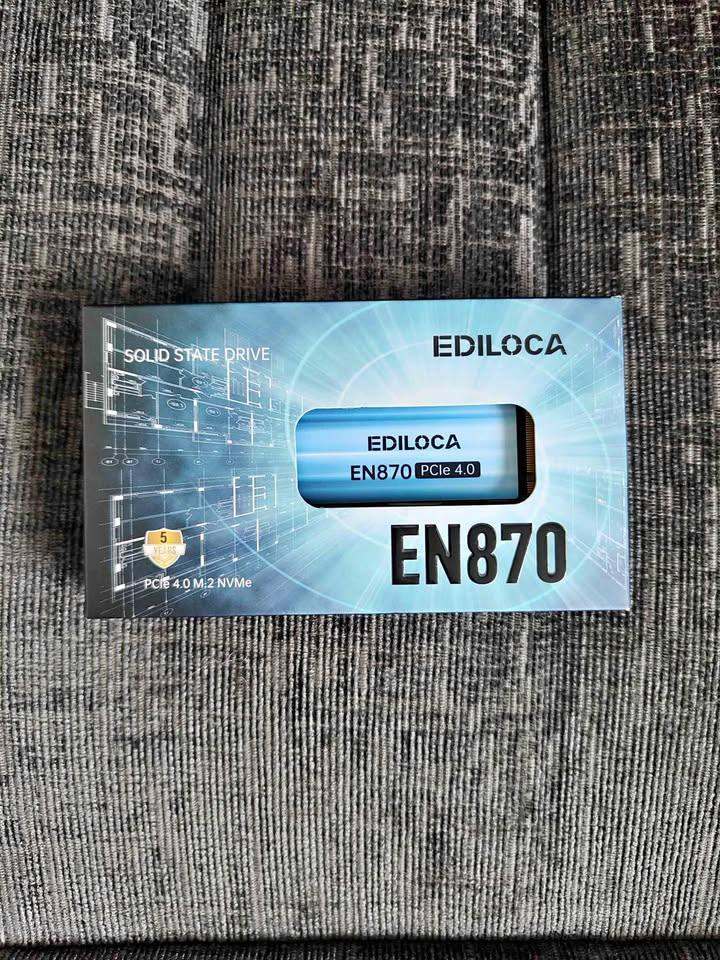 SOLID STATE DRIVE
EDILOCA
EDILOCA
EN870 PCIe 4.0
EN870
5
YEARS
PCIe 4.0 M.2 NVMe